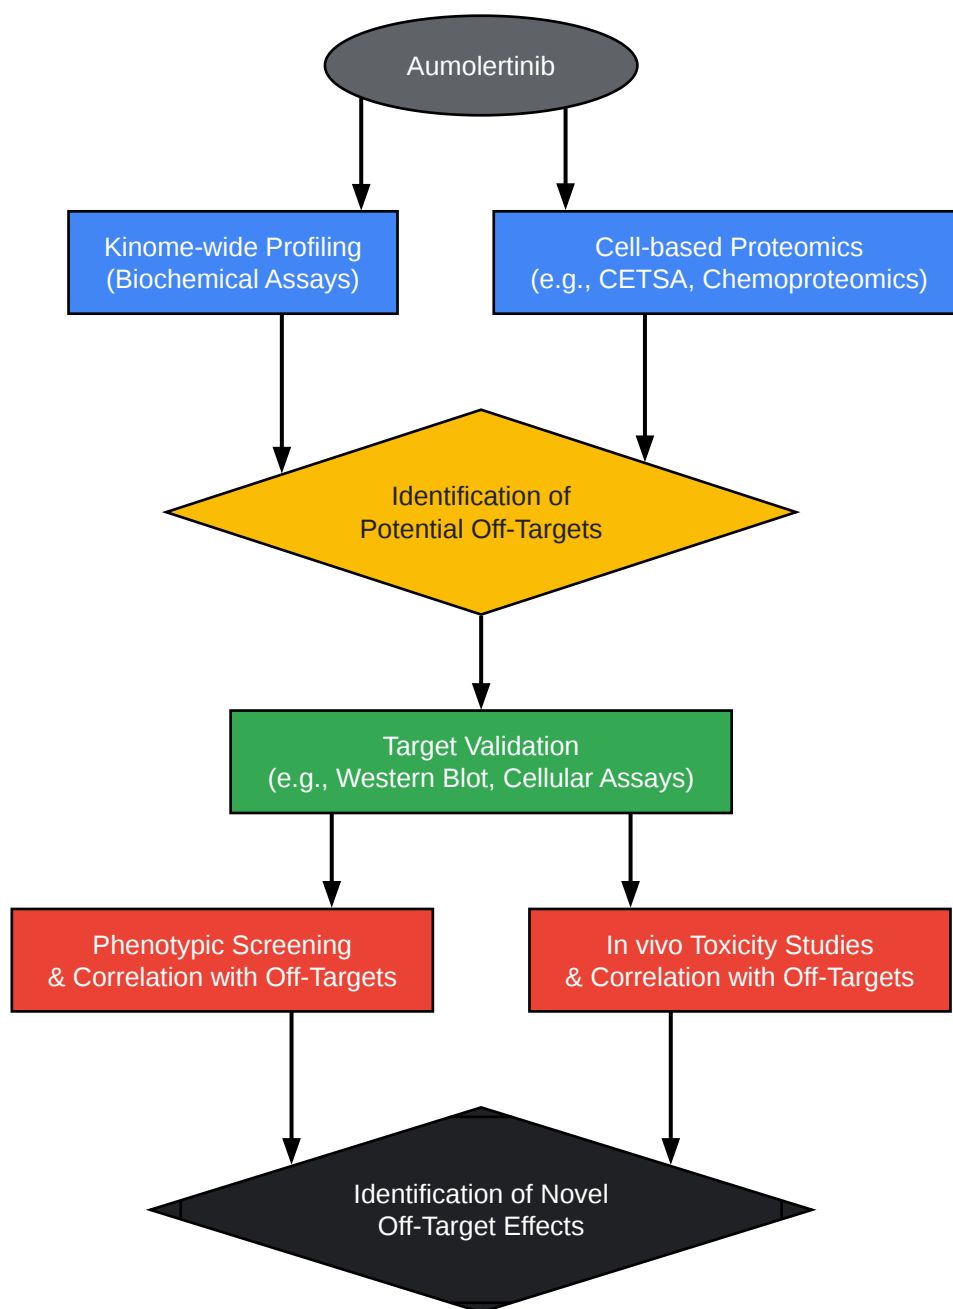 Aumolertinib
Kinome-wide Profiling
(Biochemical Assays)
Cell-based Proteomics
(e.g., CETSA, Chemoproteomics)
Identification of
Potential Off-Targets
Target Validation
(e.g., Western Blot, Cellular Assays)
Phenotypic Screening
& Correlation with Off-Targets
In vivo Toxicity Studies
& Correlation with Off-Targets
Identification of Novel
Off-Target Effects